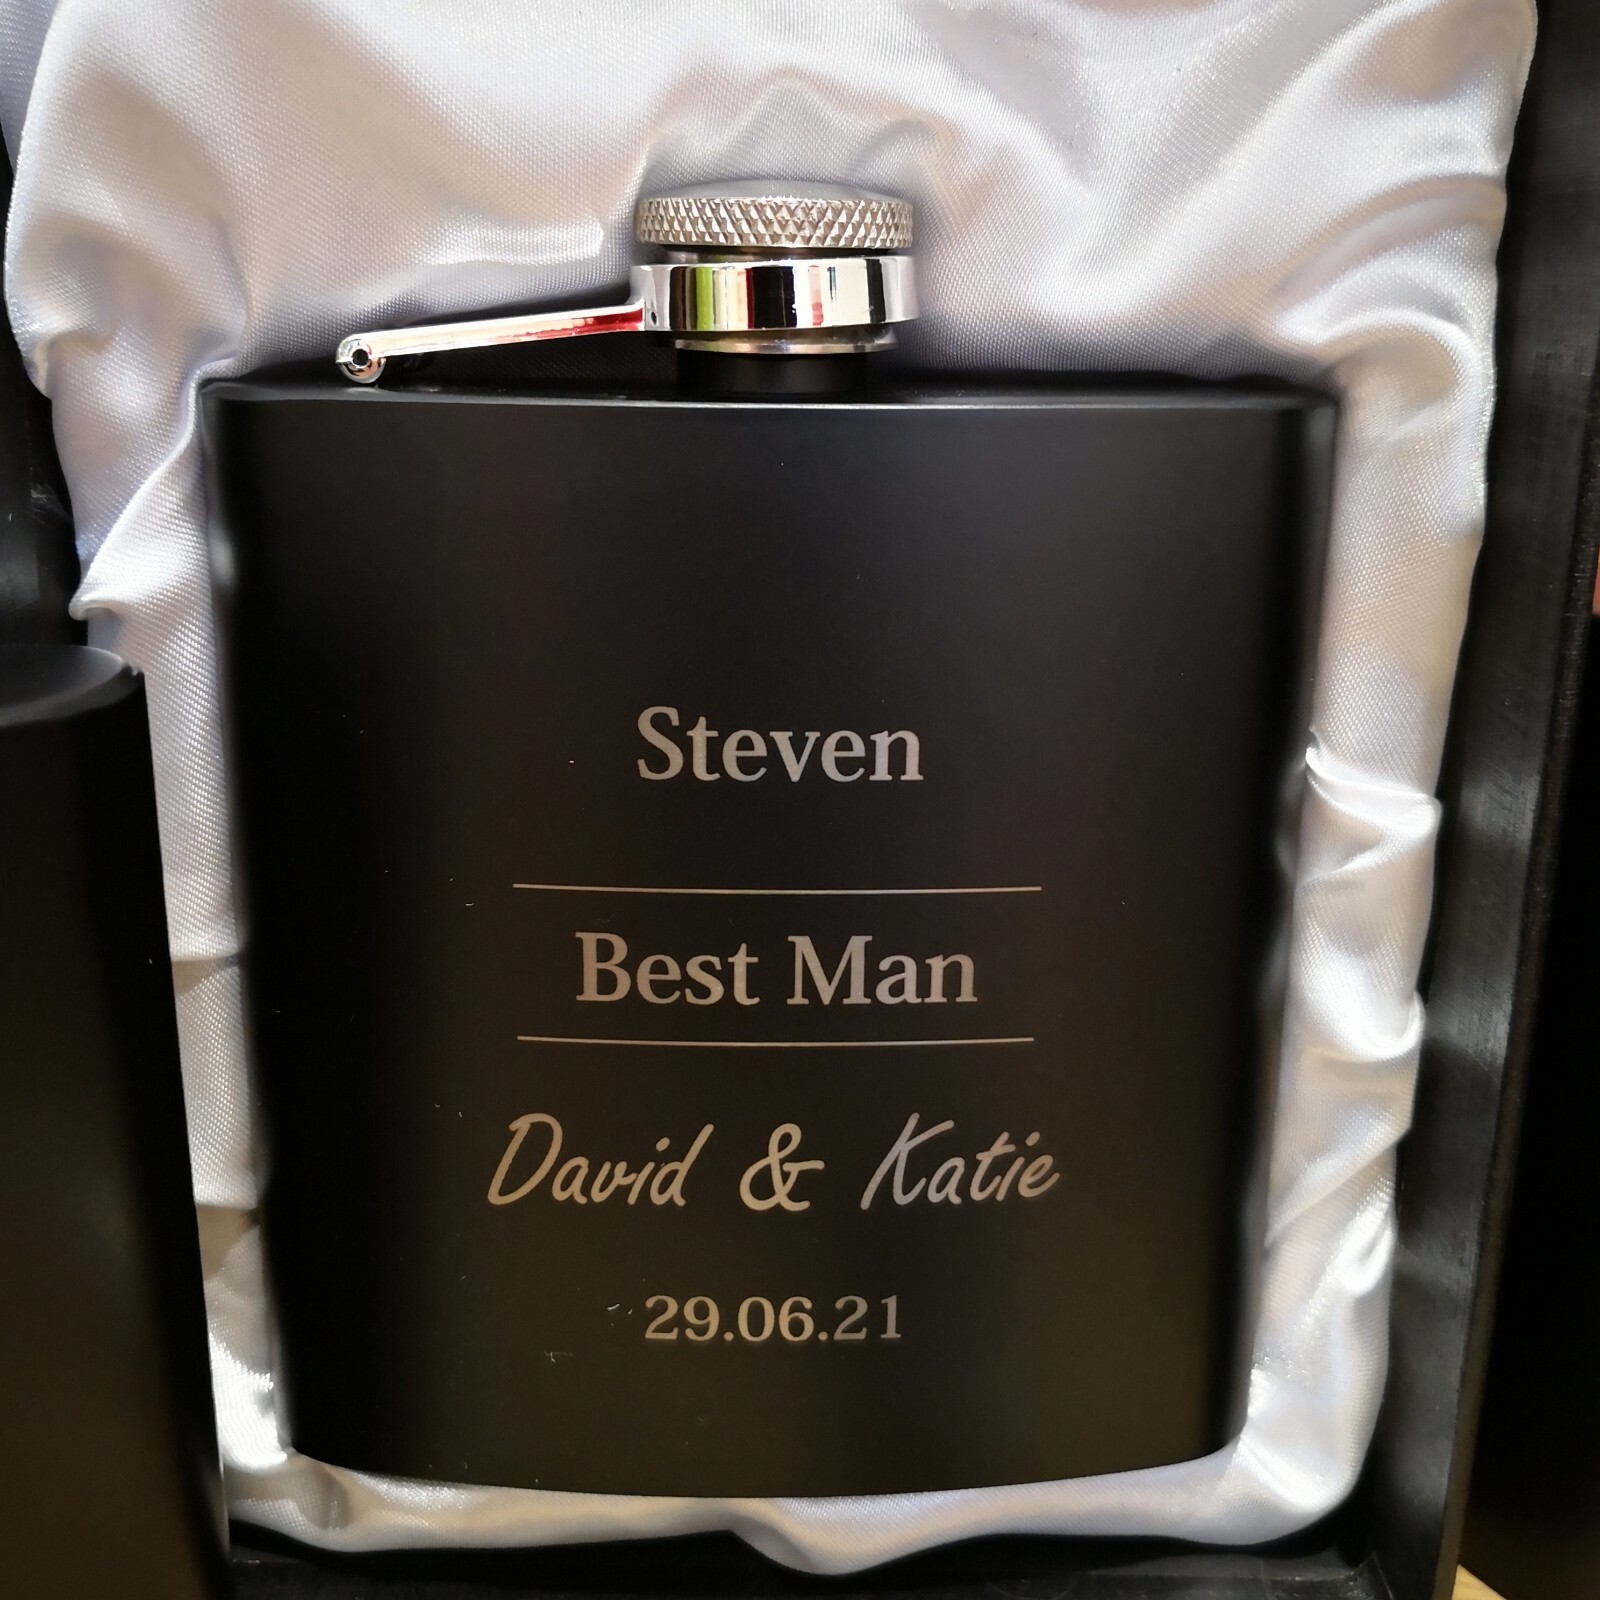 Steven
Best Man
David & Katie
29.06.21